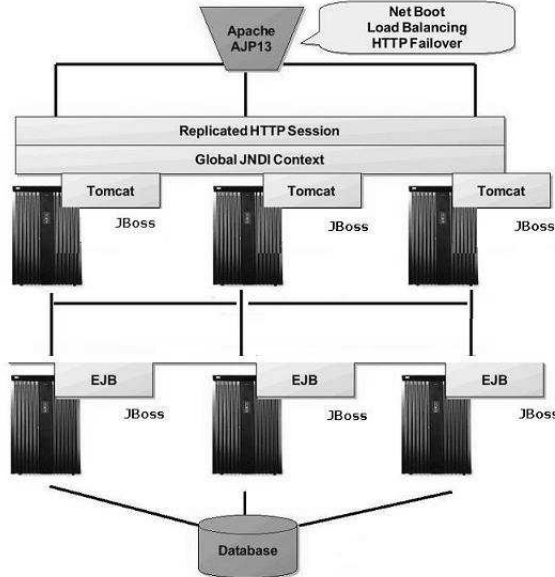 Apache
AJP13
Net Boot
Load Balancing
HTTP Failover
Replicated HTTP Session
Global JNDI Context
Tomcat
Tomcat
Tomcat
JBoss
JBoss
JBoss
EJB
EJB
EJB
JBoss
JBoss
JBoss
Database